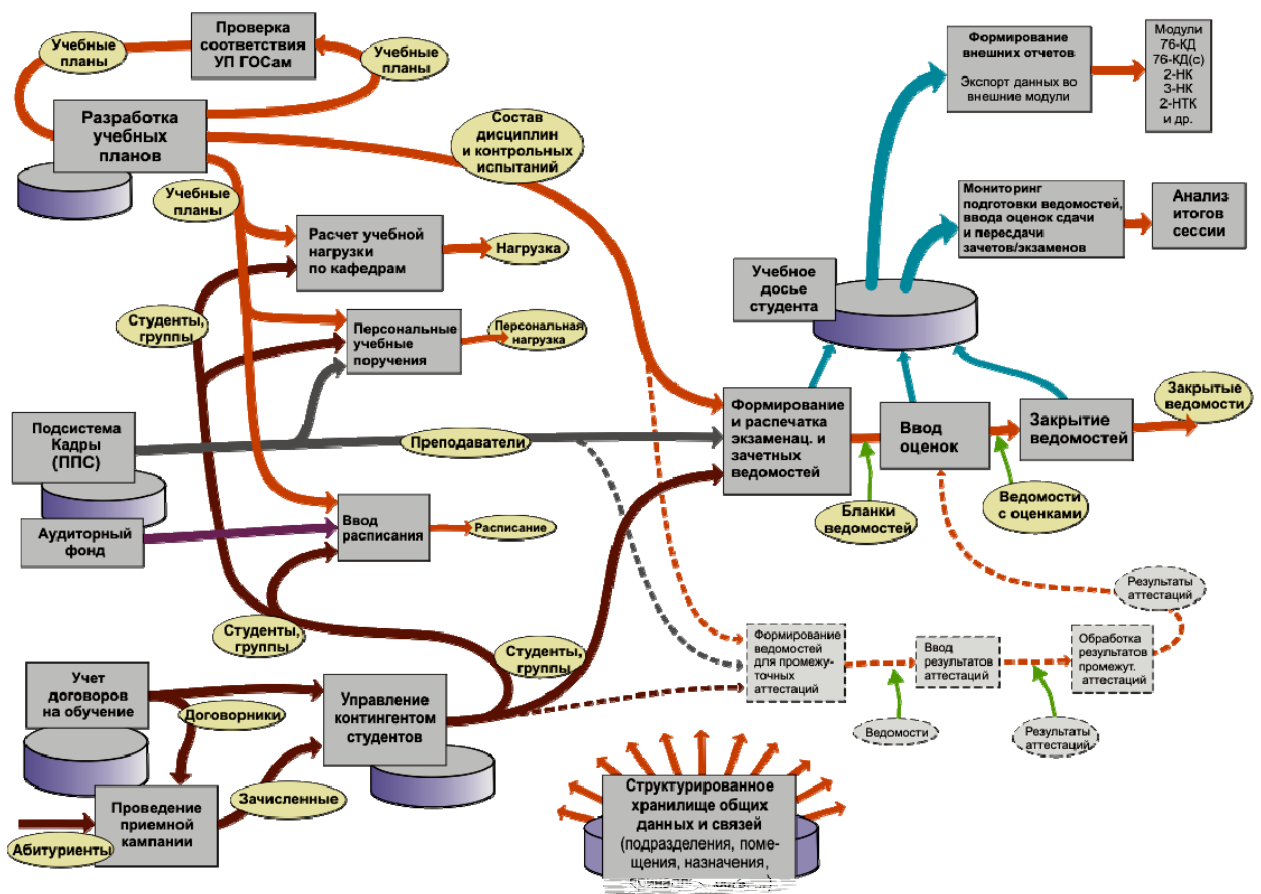 Учебные
планы
Проверка
соответствия
УП ГОСам
Учебные
планы
Разработка
учебных
планов
Состав
дисциплин
и контрольных
испытаний
Учебные
планы
Формирование
внешних отчетов
Экспорт данных во
внешние модули
Модули
76-КД
76-КД(с)
2-НК
3-НК
2-НТК
и др.
Мониторинг
подготовки ведомостей,
ввода оценок сдачи
и пересдачи
зачетов/экзаменов
Анализ
итогов
сессии
Расчет учебной
нагрузки
по кафедрам
Нагрузка
Учебное
досье
студента
Студенты,
группы
Персональные
учебные
поручения
Персональная
нагрузка
Подсистема
Кадры
(ППС)
Преподаватели
Формирование
и распечатка
экзаменац. и
зачетных
ведомостей
Ввод
оценок
Закрытие
ведомостей
Закрытые
ведомости
Бланки
ведомостей
Ведомости
с оценками
Аудиторный
фонд
Ввод
расписания
Расписание
Результаты
аттестаций
Студенты,
группы
Студенты,
группы
Формирование
ведомостей
для промежу-
точных
аттестаций
Ввод
результатов
аттестаций
Обработка
результатов
промежут.
аттестаций
Ведомости
Результаты
аттестаций
Учет
договоров
на обучение
Договорники
Управление
контингентом
студентов
Зачисленные
Проведение
приемной
кампании
Абитуриенты
Структурированное
хранилище общих
данных и связей
(подразделения, поме-
щения, назначения,